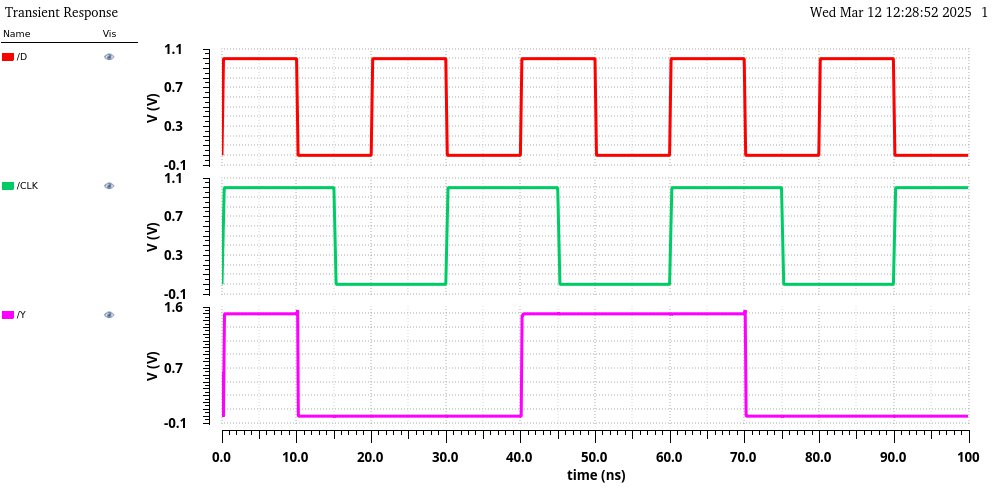 Transient Response Wed Mar 12 12:28:52 2025 1
Name Vis
/D
1.1
0.7
0.3
-0.1
V (V)
/CLK
1.1
0.7
0.3
-0.1
V (V)
/Y
1.6
0.7
-0.1
V (V)
0.0 10.0 20.0 30.0 40.0 50.0 60.0 70.0 80.0 90.0 100
time (ns)